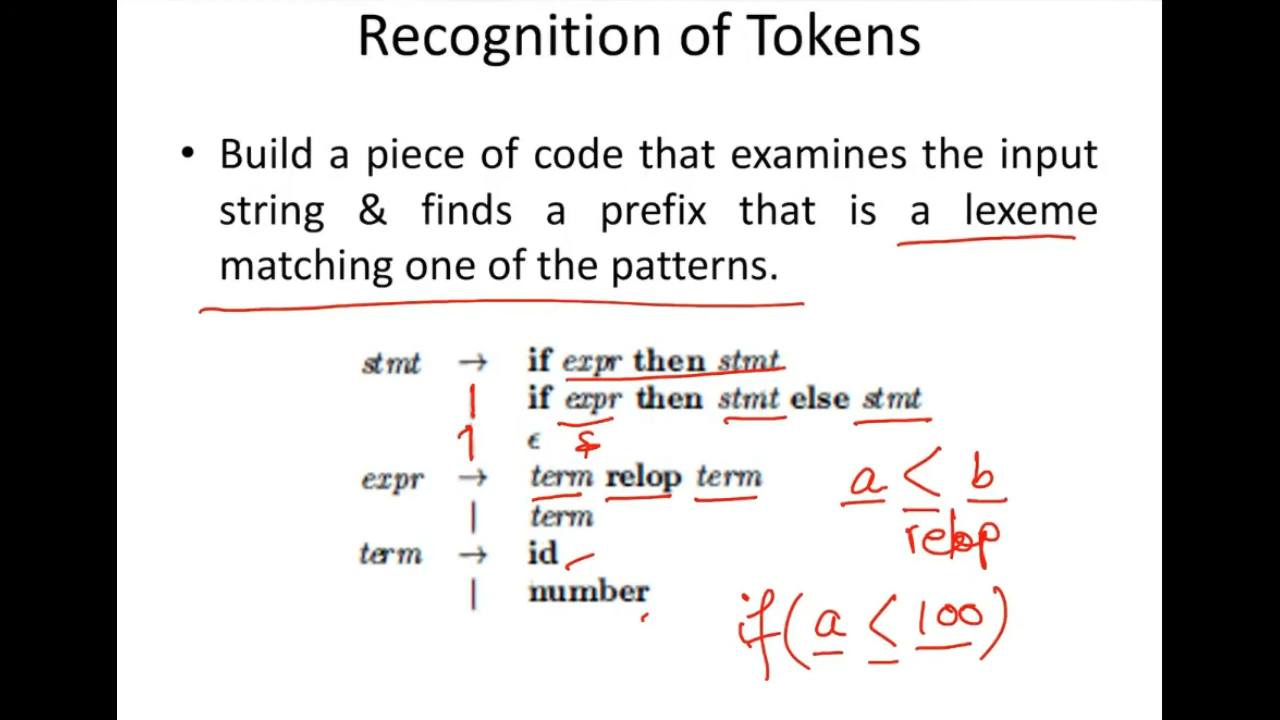 Recognition of Tokens
• Build a piece of code that examines the input
string & finds a prefix that is a lexeme
matching one of the patterns.
stmt → if expr then stmt
| if expr then stmt else stmt
| ϵ
expr → term relop term
| term
term → id
| number
a < b
relop
if(a < 100)